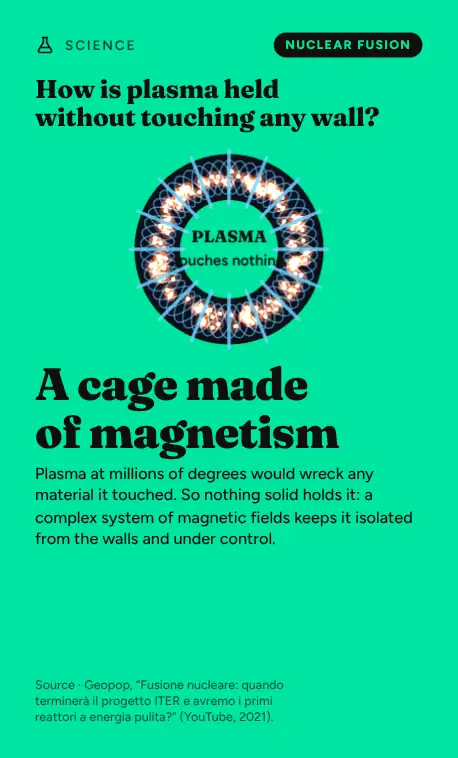 SCIENCE
NUCLEAR FUSION
How is plasma held
without touching any wall?
PLASMA
ouches nothin
A cage made
of magnetism
Plasma at millions of degrees would wreck any
material it touched. So nothing solid holds it: a
complex system of magnetic fields keeps it isolated
from the walls and under control.
Source · Geopop, “Fusione nucleare: quando
terminerà il progetto ITER e avremo i primi
reattori a energia pulita?” (YouTube, 2021).